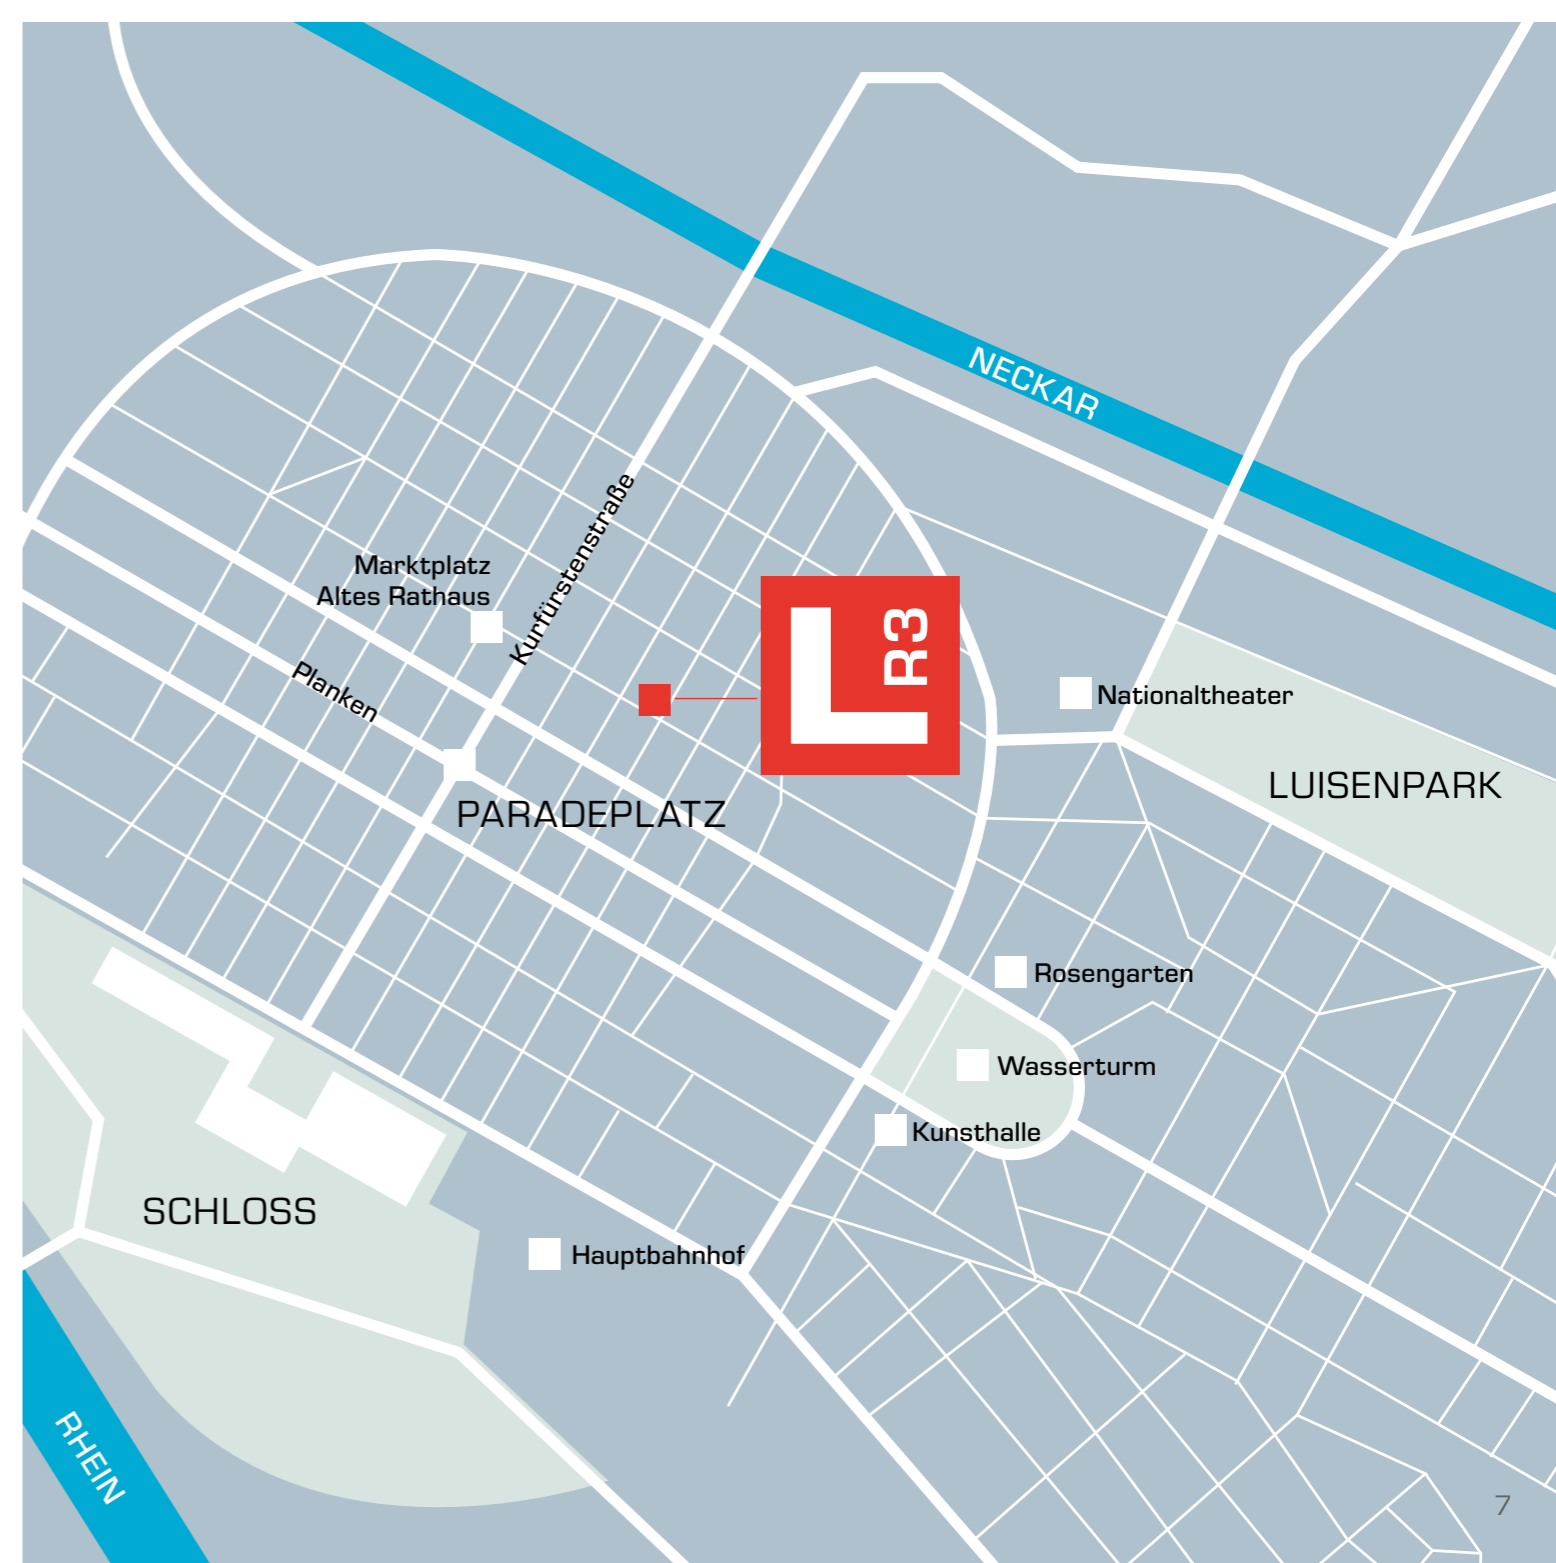 NECKAR
Kurfürstenstraße
Marktplatz
Altes Rathaus
Planken
R3
L
Nationaltheater
LUISENPARK
PARADEPLATZ
Rosengarten
Wasserturm
Kunsthalle
SCHLOSS
Hauptbahnhof
RHEIN
7